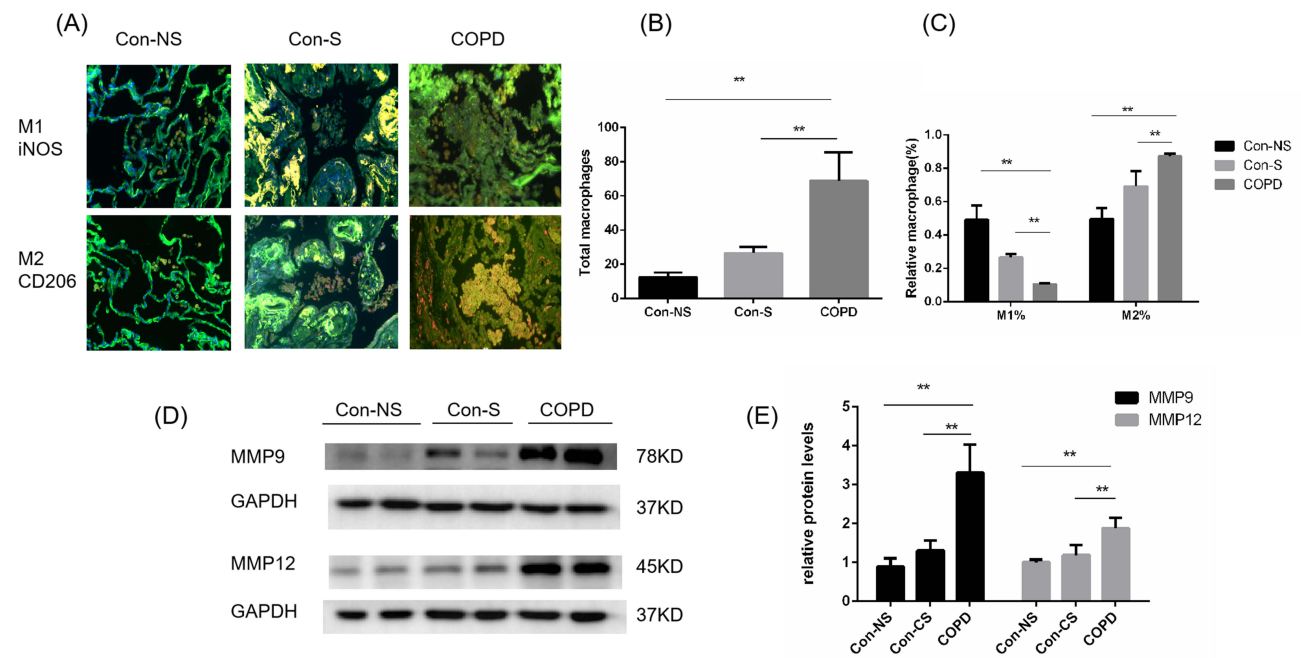 (A)
Con-NS Con-S COPD
M1
iNOS
M2
CD206
(B)
**
**
Total macrophages
100
80
60
40
20
0
Con-NS Con-S COPD
(C)
**
**
**
**
Relative macrophage(%)
1.0
0.8
0.6
0.4
0.2
0.0
M1% M2%
Con-NS
Con-S
COPD
(D)
Con-NS Con-S COPD
MMP9 78KD
GAPDH 37KD
MMP12 45KD
GAPDH 37KD
(E)
MMP9
MMP12
**
**
**
**
relative protein levels
5
4
3
2
1
0
Con-NS Con-CS COPD Con-NS Con-CS COPD